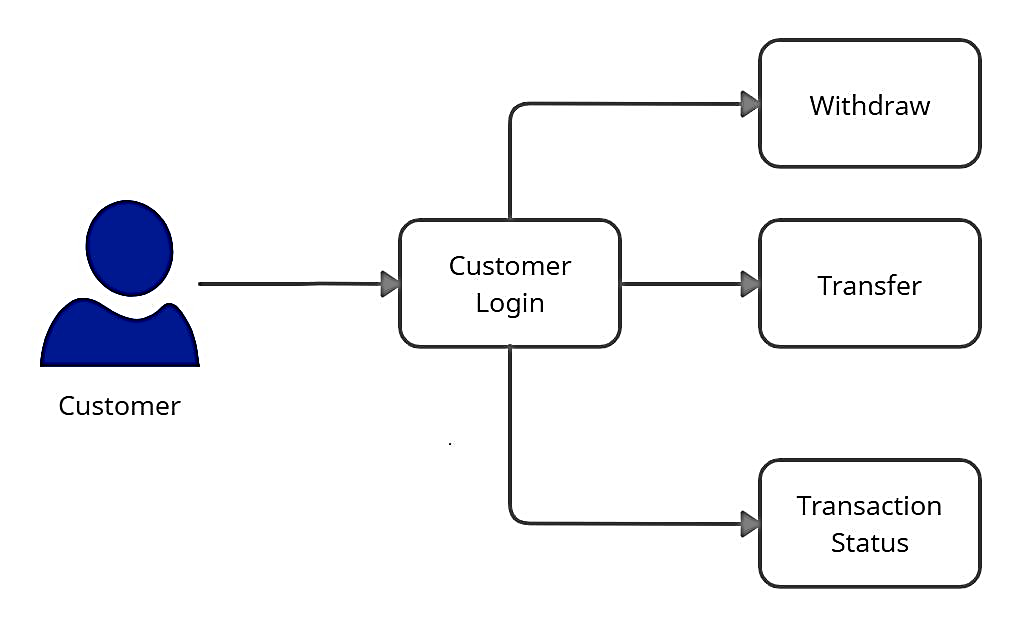 Withdraw
Customer
Login
Transfer
Customer
Transaction
Status